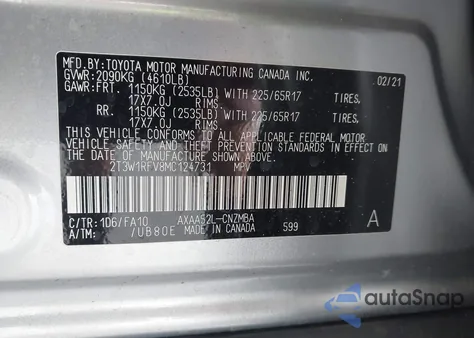 MFD.BY:TOYOTA MOTOR MANUFACTURING CANADA INC.
GVWR:2090KG (4610LB) 02/21
GAWR:FRT. 1150KG (2535LB) WITH 225/65R17 TIRES,
17X7.0J RIMS.
RR. 1150KG (2535LB) WITH 225/65R17 TIRES,
17X7.0J RIMS.
THIS VEHICLE CONFORMS TO ALL APPLICABLE FEDERAL MOTOR
VEHICLE SAFETY AND THEFT PREVENTION STANDARDS IN
EFFECT ON THE DATE OF MANUFACTURE SHOWN ABOVE.
2T3W1RFV8MC124731 MPV
C/TR:1D6/FA10 AXAA52L-CNZMBA A
A/TM: /UB80E MADE IN CANADA 599
autoSnap